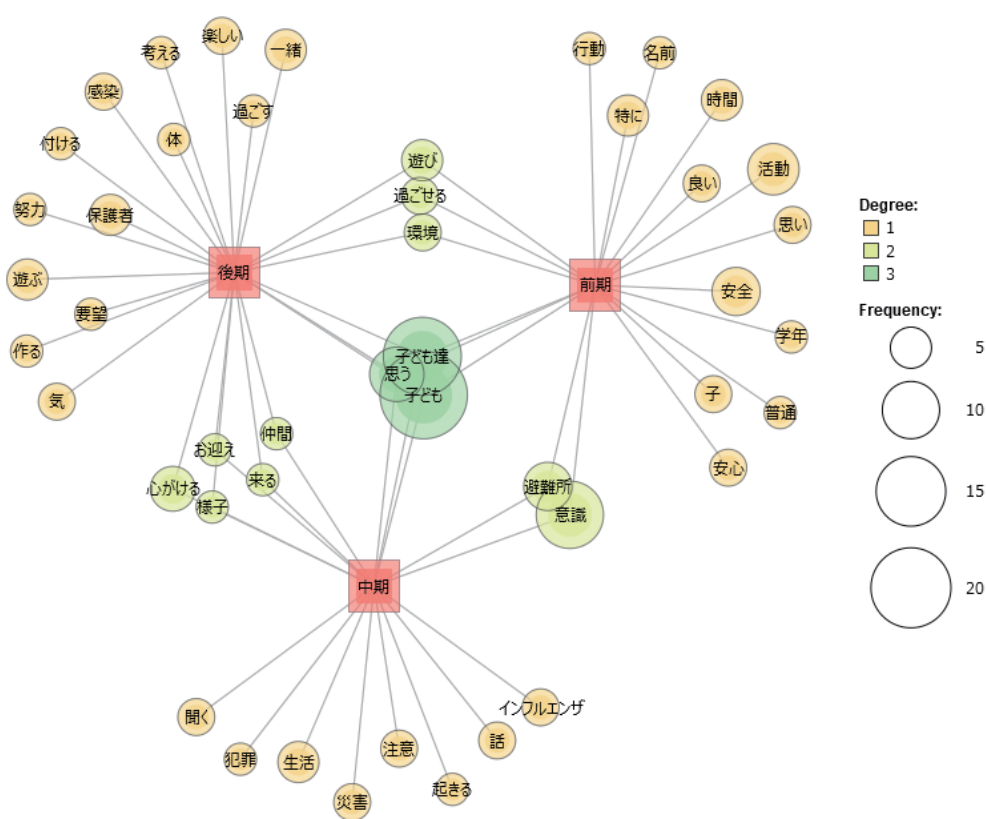 楽しい
一緒
考える
感染
過ごす
付ける
体
努力
保護者
後期
遊ぶ
要望
作る
気
お迎え
仲間
心がける
来る
様子
遊び
過ごせる
環境
子ども達
思う
子ども
行動
名前
特に
時間
活動
良い
思い
前期
安全
学年
子
普通
安心
避難所
意識
中期
聞く
犯罪
生活
災害
注意
起きる
話
インフルエンザ
Degree:
1
2
3
Frequency:
5
10
15
20